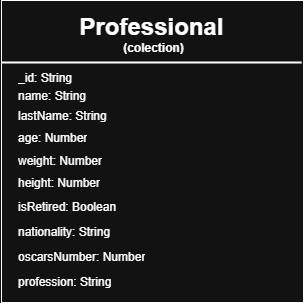 Professional
(colection)
_id: String
name: String
lastName: String
age: Number
weight: Number
height: Number
isRetired: Boolean
nationality: String
oscarsNumber: Number
profession: String